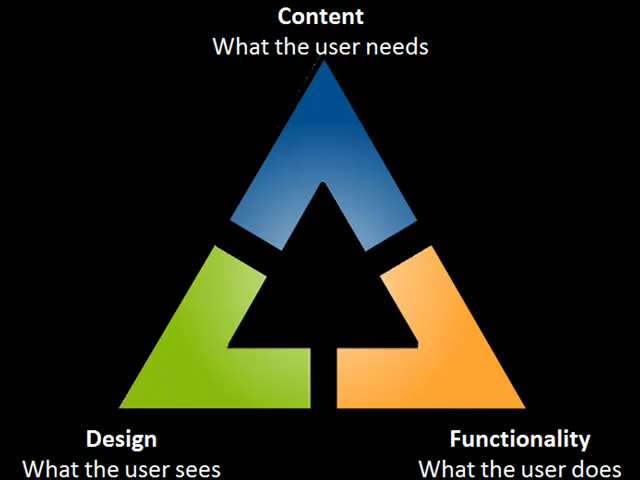 Content
What the user needs
Design
What the user sees
Functionality
What the user does